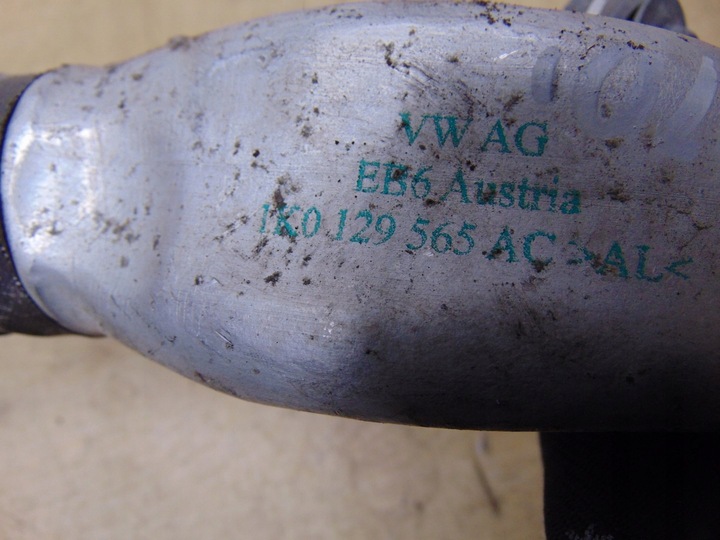 VW AG
EB6 Austria
1K0 129 565 AC >AL<